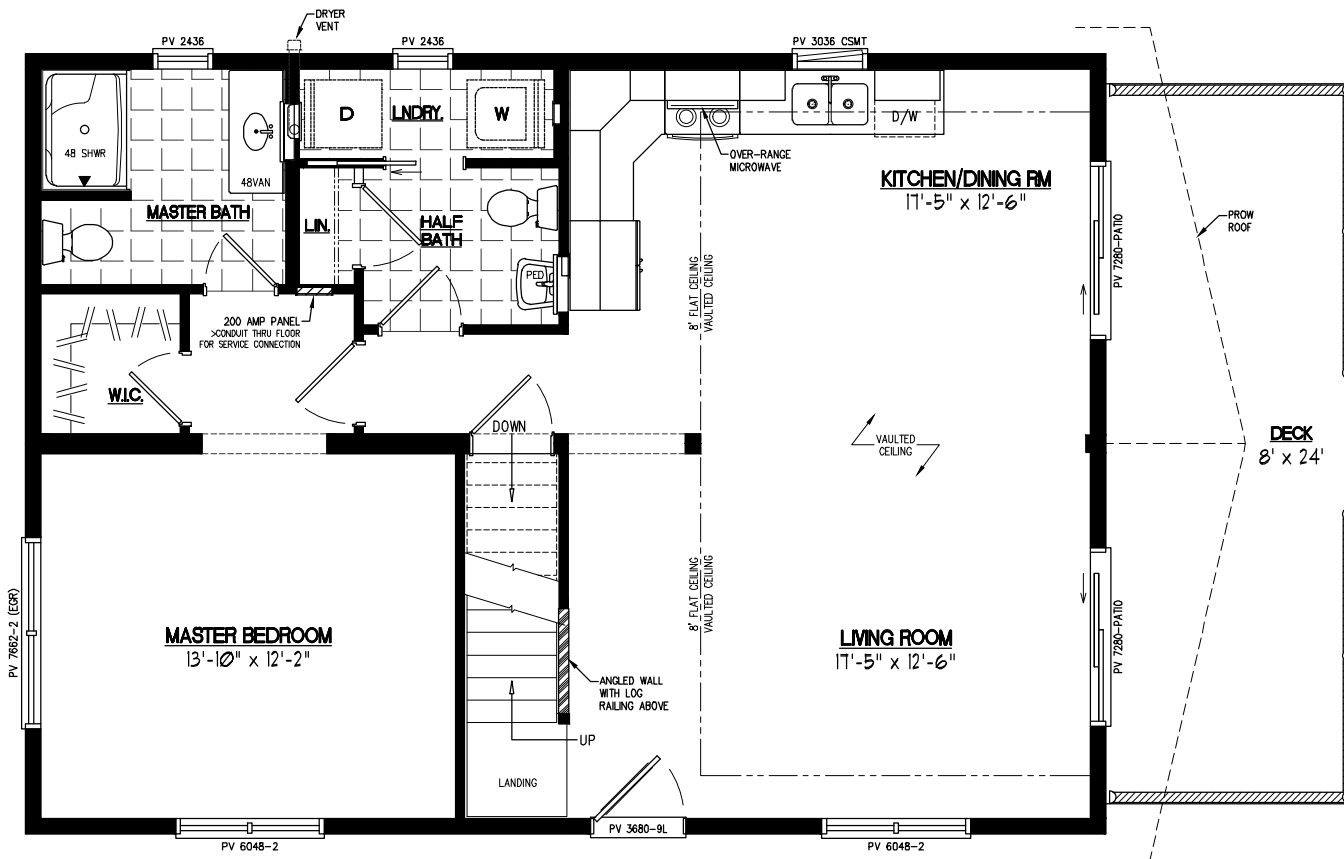 DRYER
VENT
PV 2436
PV 2436
PV 3036 CSMT
48 SHWR
48VAN
D
LNDRY.
W
D/W
OVER-RANGE
MICROWAVE
KITCHEN/DINING RM
17'-5" x 12'-6"
MASTER BATH
LIN.
HALF
BATH
PED
PV 7280-PATIO
PROW
ROOF
8' FLAT CEILING
VAULTED CEILING
200 AMP PANEL
>CONDUIT THRU FLOOR
FOR SERVICE CONNECTION
W.I.C.
DOWN
VAULTED
CEILING
DECK
8' x 24'
PV 7662-2 (EGR)
MASTER BEDROOM
13'-10" x 12'-2"
8' FLAT CEILING
VAULTED CEILING
LIVING ROOM
17'-5" x 12'-6"
PV 7280-PATIO
ANGLED WALL
WITH LOG
RAILING ABOVE
UP
LANDING
PV 6048-2
PV 3680-9L
PV 6048-2